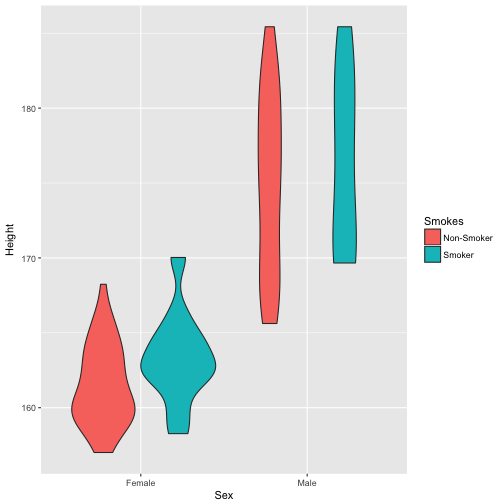 180
170
160
Height
Female
Male
Sex
Smokes
Non-Smoker
Smoker